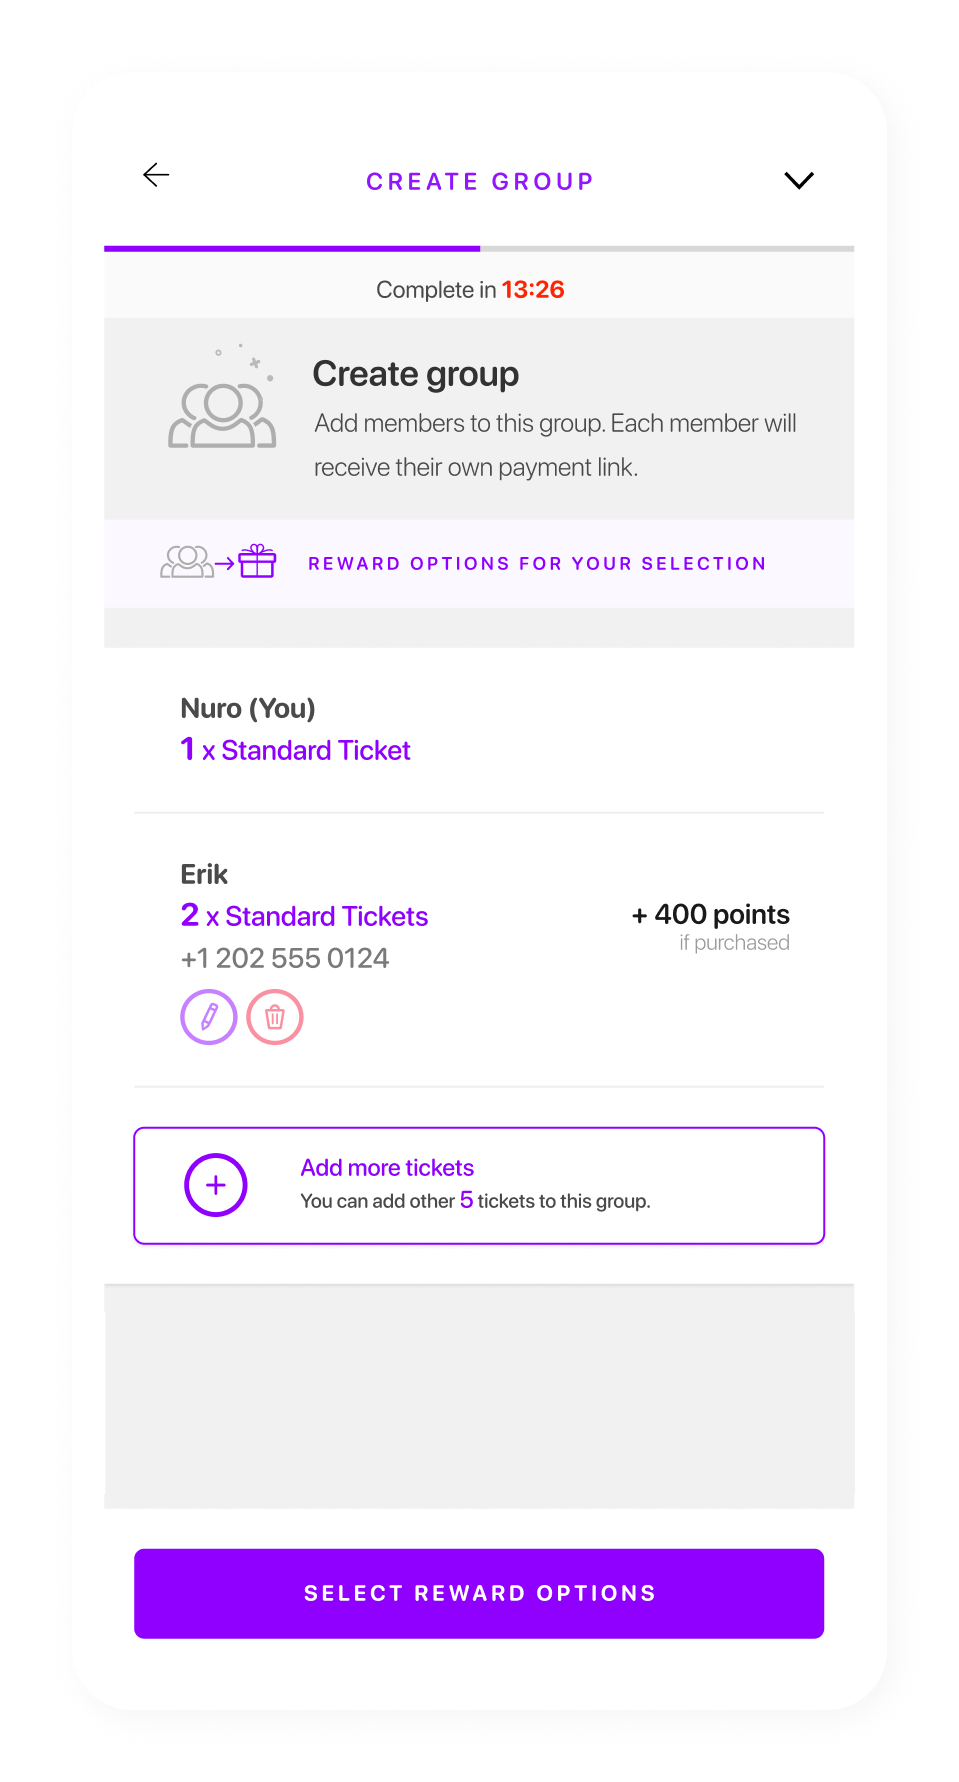 CREATE GROUP
Complete in 13:26
Create group
Add members to this group. Each member will
receive their own payment link.
REWARD OPTIONS FOR YOUR SELECTION
Nuro (You)
1 x Standard Ticket
Erik
2 x Standard Tickets
+ 400 points
if purchased
+1 202 555 0124
Add more tickets
You can add other 5 tickets to this group.
SELECT REWARD OPTIONS